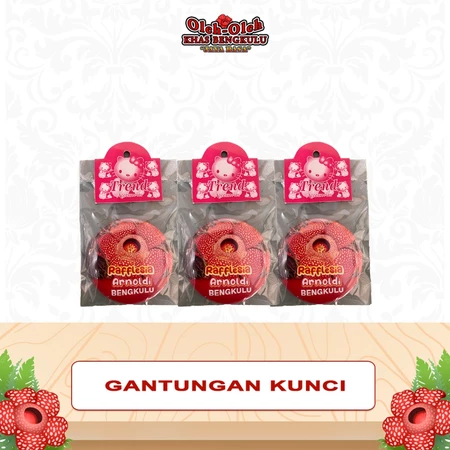 Oleh-Oleh
KHAS BENGKULU
Trend
Trend
Trend
Rafflesia
Arnoldi
BENGKULU
Rafflesia
Arnoldi
BENGKULU
Rafflesia
Arnoldi
BENGKULU
GANTUNGAN KUNCI